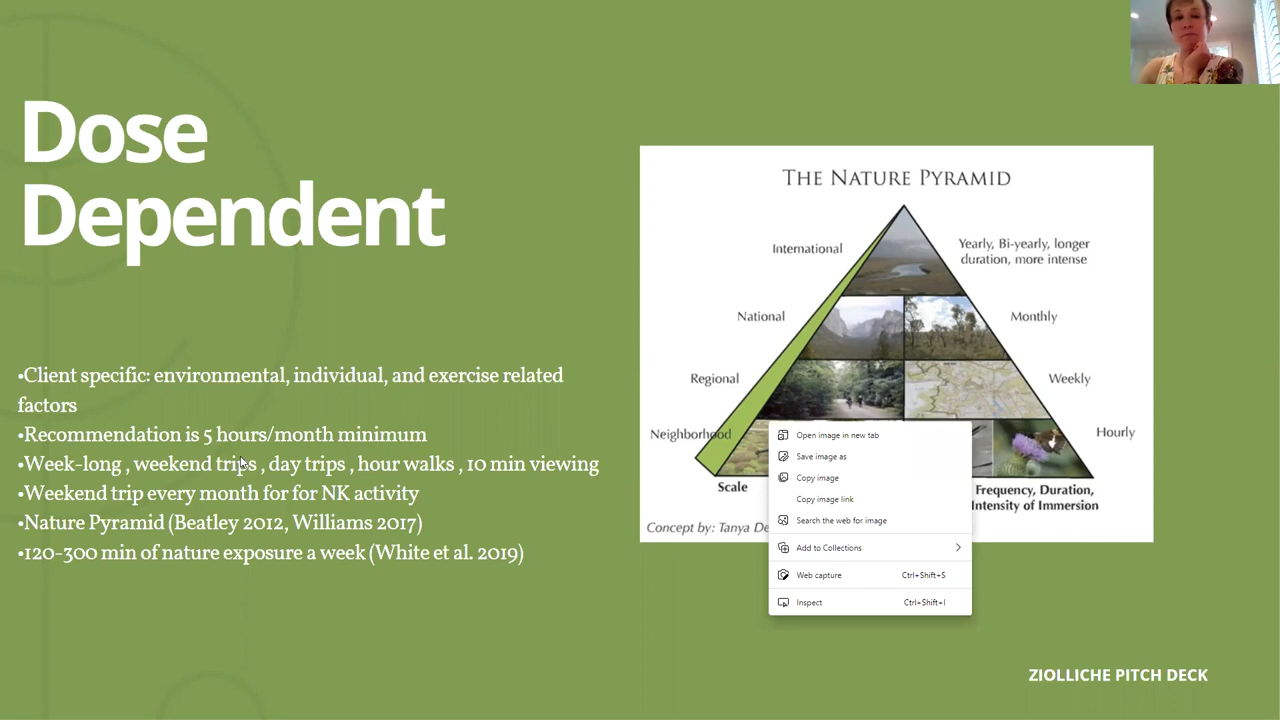 Dose
Dependent
•Client specific: environmental, individual, and exercise related
factors
•Recommendation is 5 hours/month minimum
•Week-long , weekend trips , day trips , hour walks , 10 min viewing
•Weekend trip every month for for NK activity
•Nature Pyramid (Beatley 2012, Williams 2017)
•120-300 min of nature exposure a week (White et al. 2019)
THE NATURE PYRAMID
International
Yearly, Bi-yearly, longer
duration, more intense
National
Monthly
Regional
Weekly
Neighborhood
Hourly
Scale
Frequency, Duration,
Intensity of Immersion
Concept by: Tanya De
Open image in new tab
Save image as
Copy image
Copy image link
Search the web for image
Add to Collections
Web capture Ctrl+Shift+S
Inspect Ctrl+Shift+I
ZIOLLICHE PITCH DECK